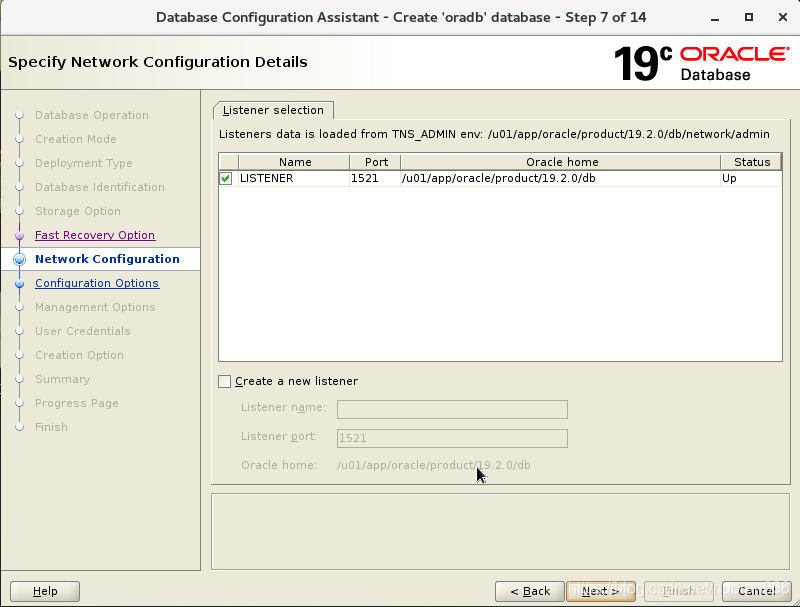 Database Configuration Assistant - Create 'oradb' database - Step 7 of 14
Specify Network Configuration Details
19c ORACLE
Database
Database Operation
Creation Mode
Deployment Type
Database Identification
Storage Option
Fast Recovery Option
Network Configuration
Configuration Options
Management Options
User Credentials
Creation Option
Summary
Progress Page
Finish
Listener selection
Listeners data is loaded from TNS_ADMIN env: /u01/app/oracle/product/19.2.0/db/network/admin
Name Port Oracle home Status
LISTENER 1521 /u01/app/oracle/product/19.2.0/db Up
Create a new listener
Listener name:
Listener port: 1521
Oracle home: /u01/app/oracle/product/19.2.0/db
Help
< Back Next > Finish Cancel